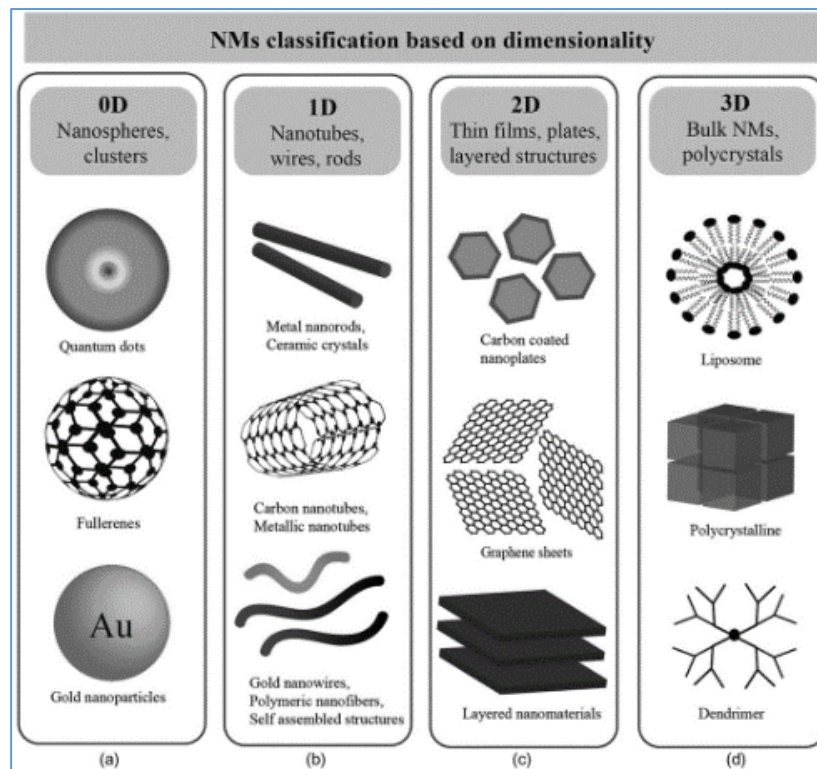 NMs classification based on dimensionality
0D
Nanospheres,
clusters
Quantum dots
Fullerenes
Au
Gold nanoparticles
(a)
1D
Nanotubes,
wires, rods
Metal nanorods,
Ceramic crystals
Carbon nanotubes,
Metallic nanotubes
Gold nanowires,
Polymeric nanofibers,
Self assembled structures
(b)
2D
Thin films, plates,
layered structures
Carbon coated
nanoplates
Graphene sheets
Layered nanomaterials
(c)
3D
Bulk NMs,
polycrystals
Liposome
Polycrystalline
Dendrimer
(d)